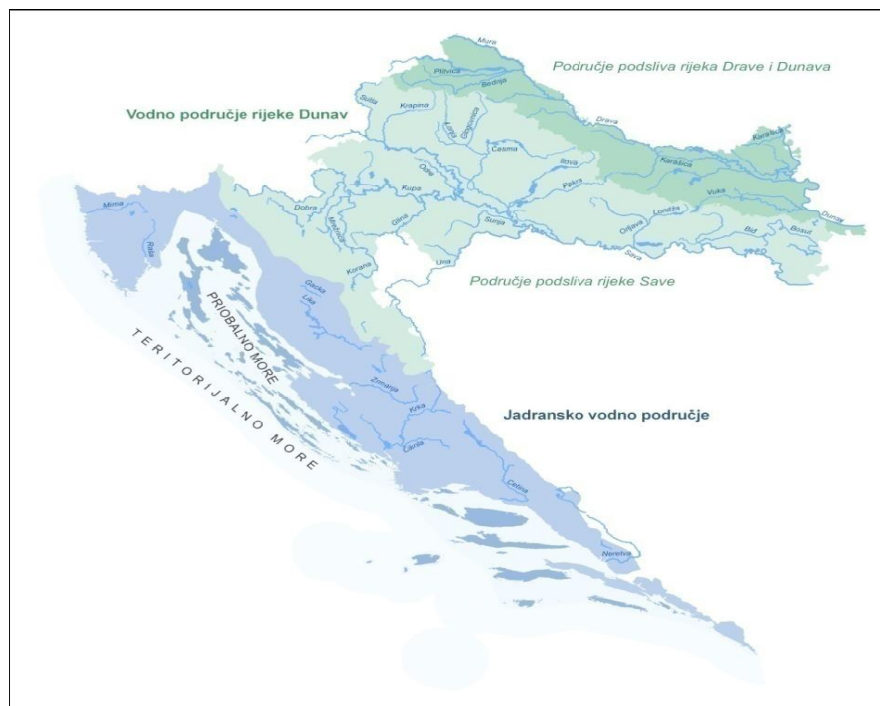 Mura
Područje podsliva rijeka Drave i Dunava
Plitvica
Bednja
Sutla
Krapina
Vodno područje rijeke Dunav
Lonja
Glogovnica
Drava
Karašica
Česma
Ilova
Karašica
Odra
Pakra
Kupa
Vuka
Mirna
Dobra
Mrežnica
Glina
Sunja
Orljava
Londža
Dunav
Raša
Bid
Bosut
Korana
Una
Sava
Područje podsliva rijeke Save
Gacka
Lika
PRIOBALNO MORE
TERITORIJALNO MORE
Zrmanja
Krka
Jadransko vodno područje
Cetina
Neretva